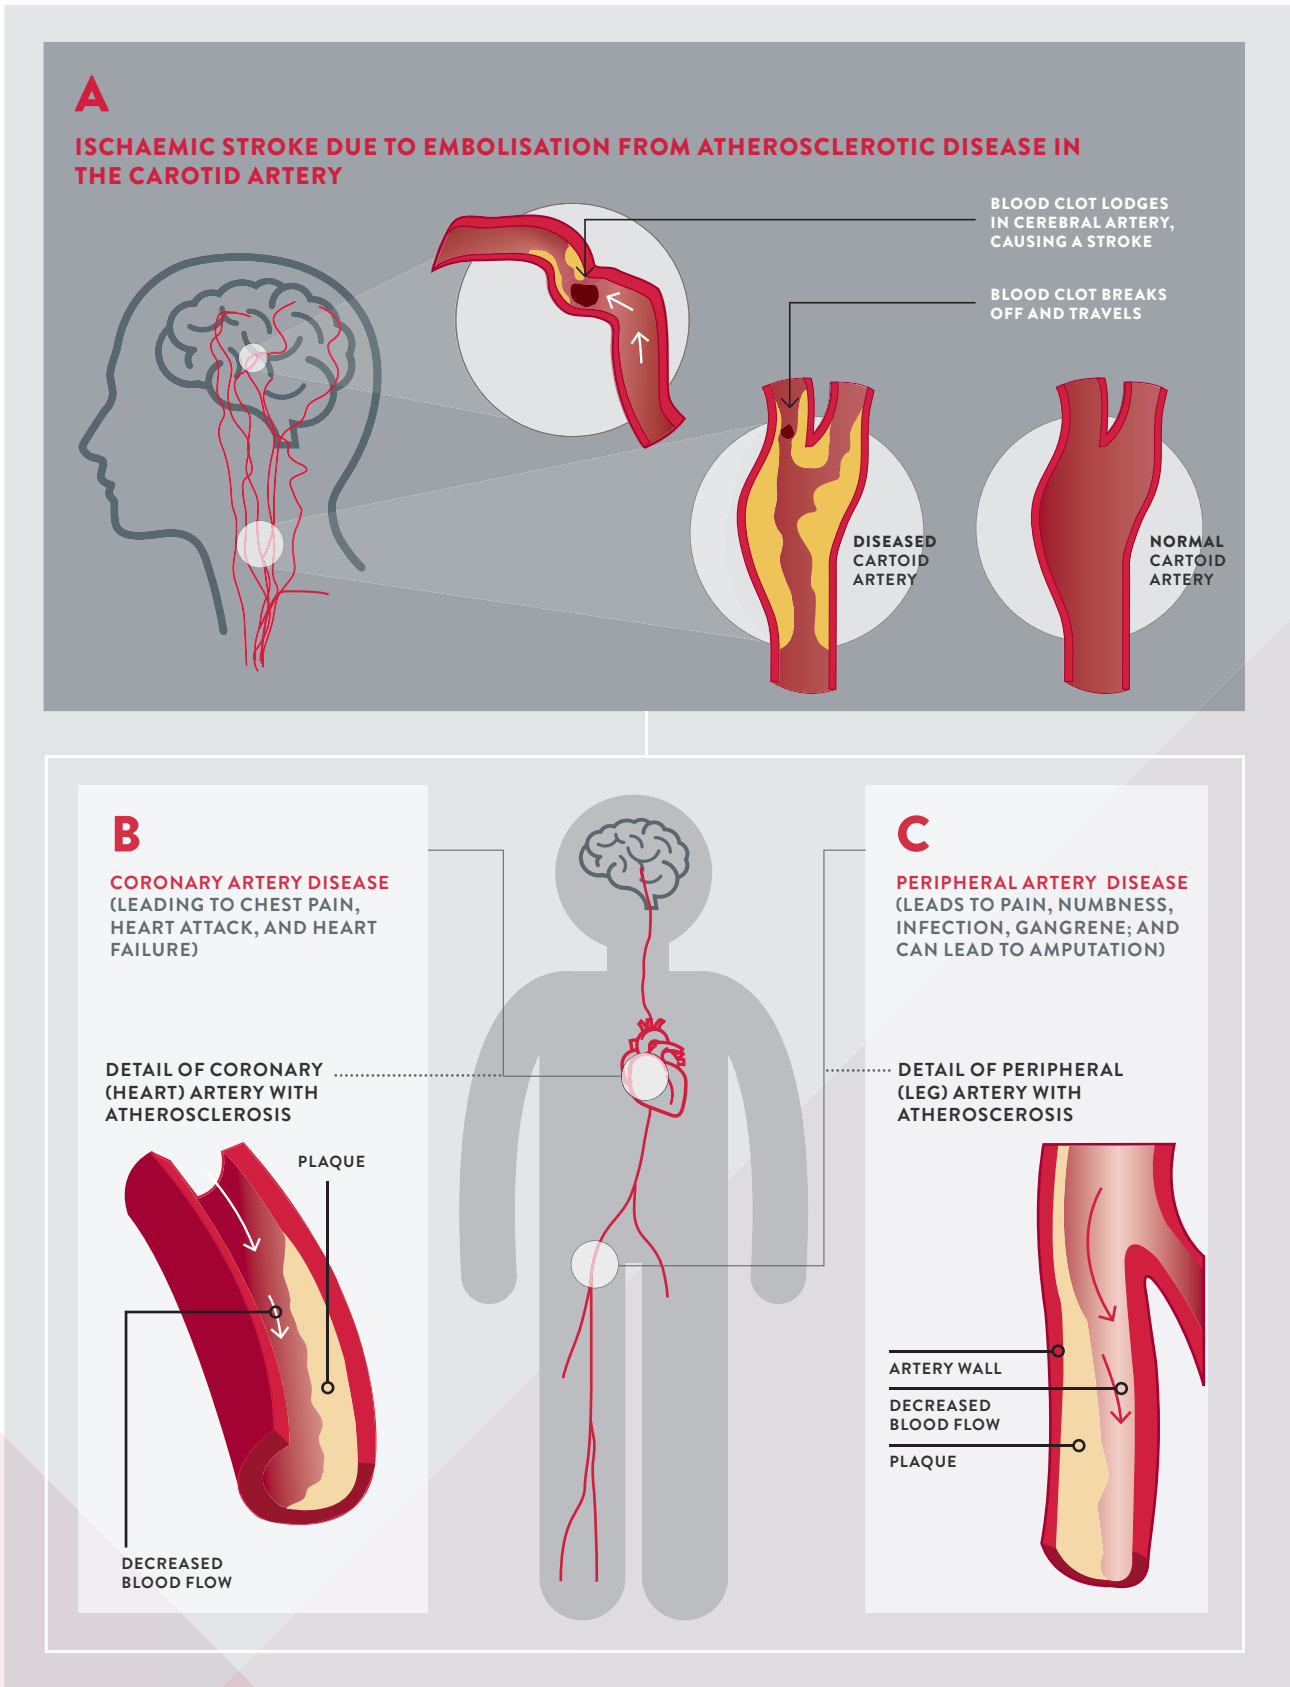 A
ISCHAEMIC STROKE DUE TO EMBOLISATION FROM ATHEROSCLEROTIC DISEASE IN
THE CAROTID ARTERY
BLOOD CLOT LODGES
IN CEREBRAL ARTERY,
CAUSING A STROKE
BLOOD CLOT BREAKS
OFF AND TRAVELS
DISEASED
CARTOID
ARTERY
NORMAL
CARTOID
ARTERY
B
CORONARY ARTERY DISEASE
(LEADING TO CHEST PAIN,
HEART ATTACK, AND HEART
FAILURE)
DETAIL OF CORONARY
(HEART) ARTERY WITH
ATHEROSCLEROSIS
PLAQUE
DECREASED
BLOOD FLOW
C
PERIPHERAL ARTERY DISEASE
(LEADS TO PAIN, NUMBNESS,
INFECTION, GANGRENE; AND
CAN LEAD TO AMPUTATION)
DETAIL OF PERIPHERAL
(LEG) ARTERY WITH
ATHEROSCEROSIS
ARTERY WALL
DECREASED
BLOOD FLOW
PLAQUE